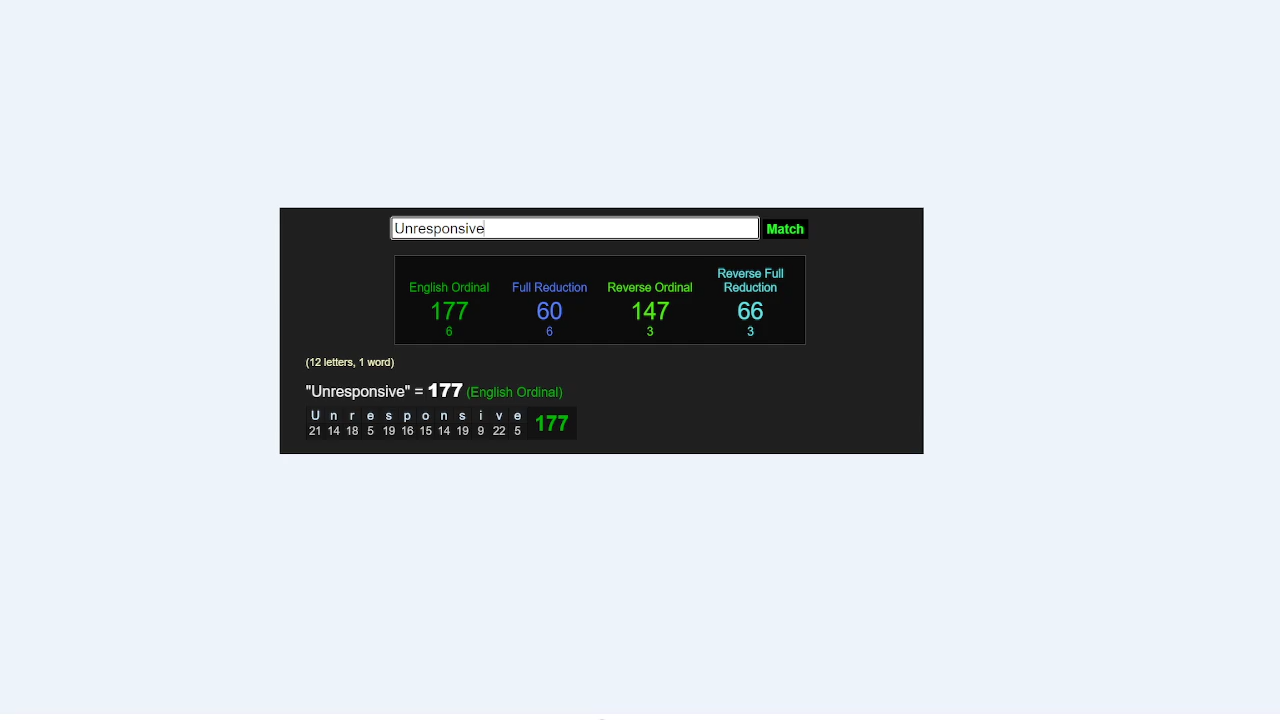 Unresponsive Match
English Ordinal Full Reduction Reverse Ordinal Reverse Full Reduction
177 60 147 66
6 6 3 3
(12 letters, 1 word)
"Unresponsive" = 177 (English Ordinal)
U n r e s p o n s i v e 177
21 14 18 5 19 16 15 14 19 9 22 5